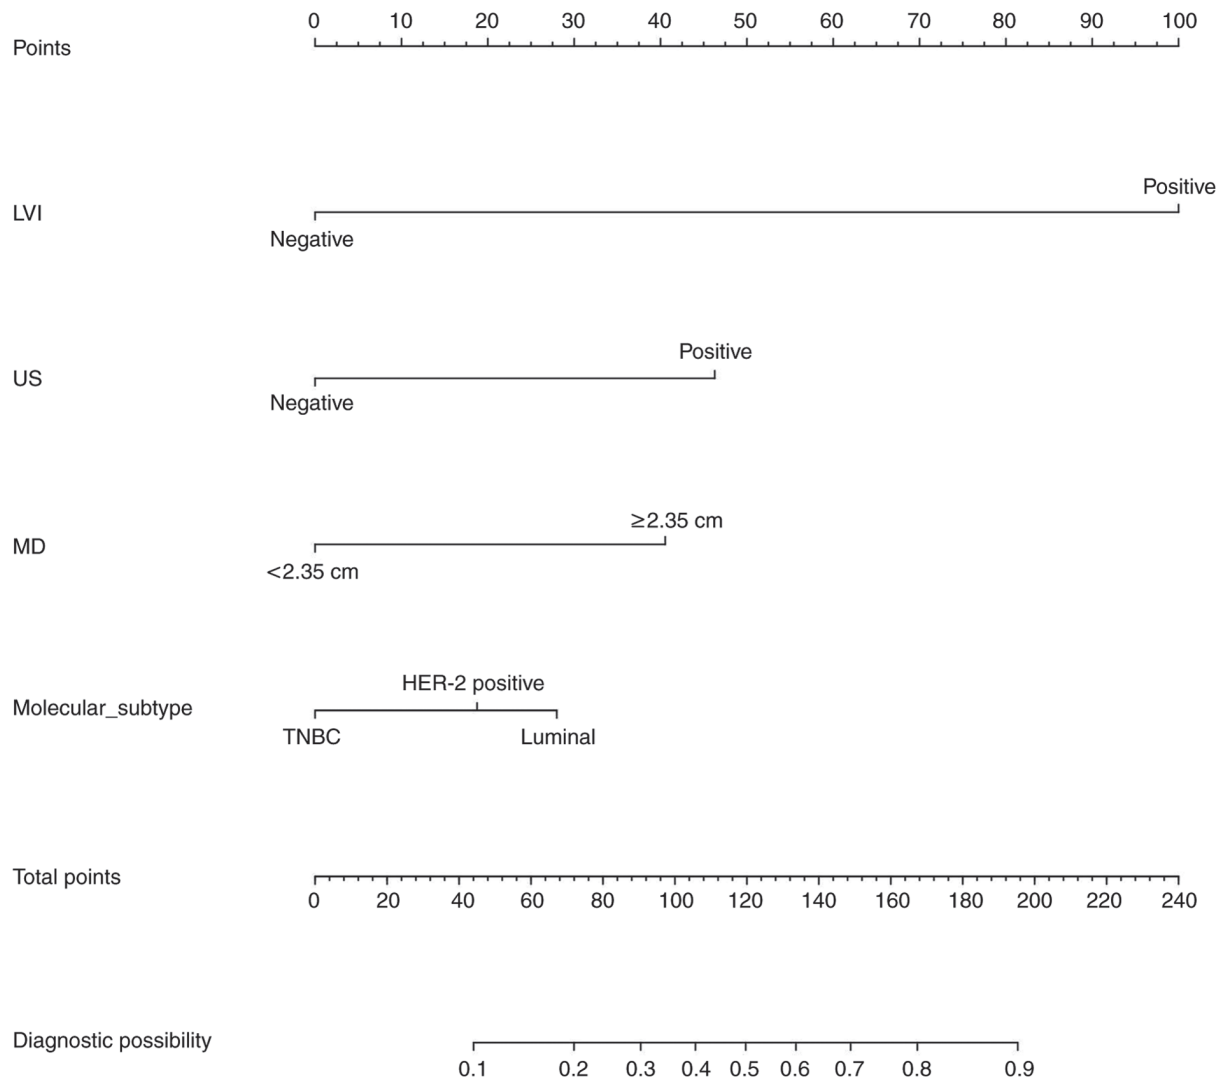 0 10 20 30 40 50 60 70 80 90 100
Points
Positive
LVI
Negative
Positive
US
Negative
≥2.35 cm
MD
<2.35 cm
HER-2 positive
Molecular_subtype
TNBC Luminal
Total points
0 20 40 60 80 100 120 140 160 180 200 220 240
Diagnostic possibility
0.1 0.2 0.3 0.4 0.5 0.6 0.7 0.8 0.9